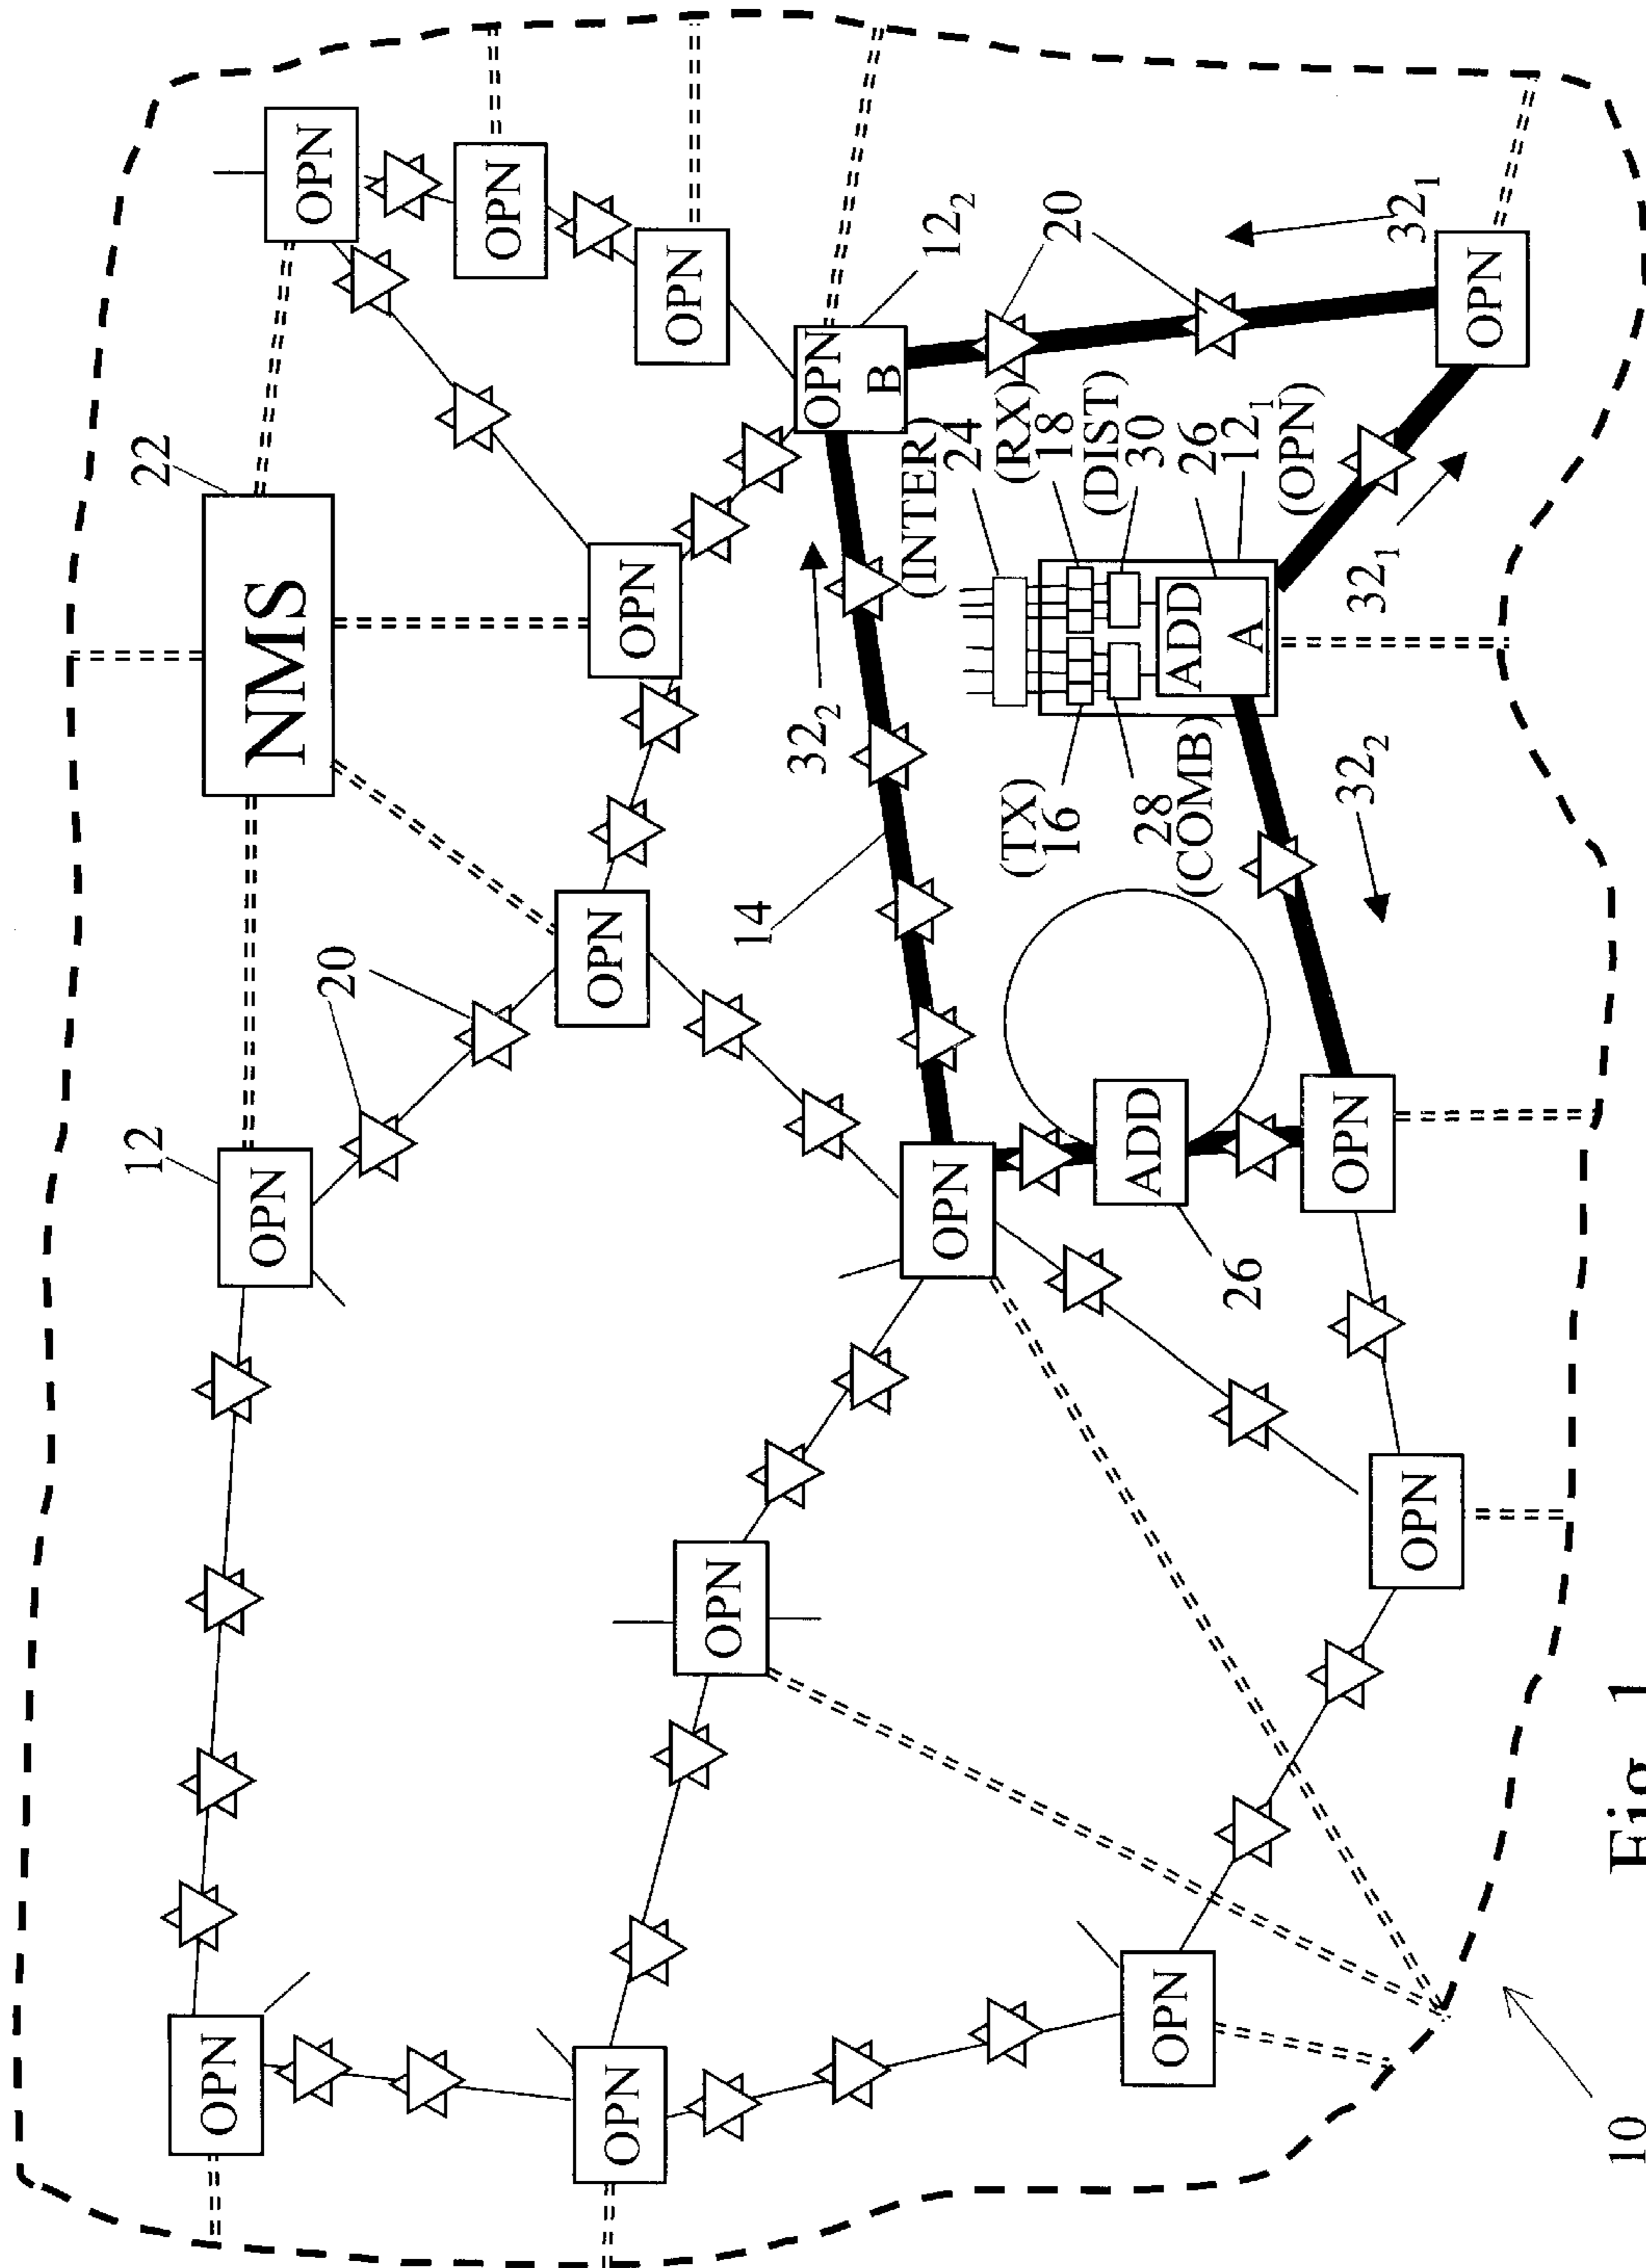 12
22
OPN
OPN
NMS
OPN
20
OPN
OPN
OPN
OPN
OPN
OPN
14
32₂
OPN
B
12₂
OPN
(INTER)
24
(TX)
16
(RX)
18
20
(DIST)
30
28
(COMB)
OPN
ADD
ADD
A
26
12₁
(OPN)
26
OPN
32₂
32₁
32₁
OPN
OPN
10
Fig. 1